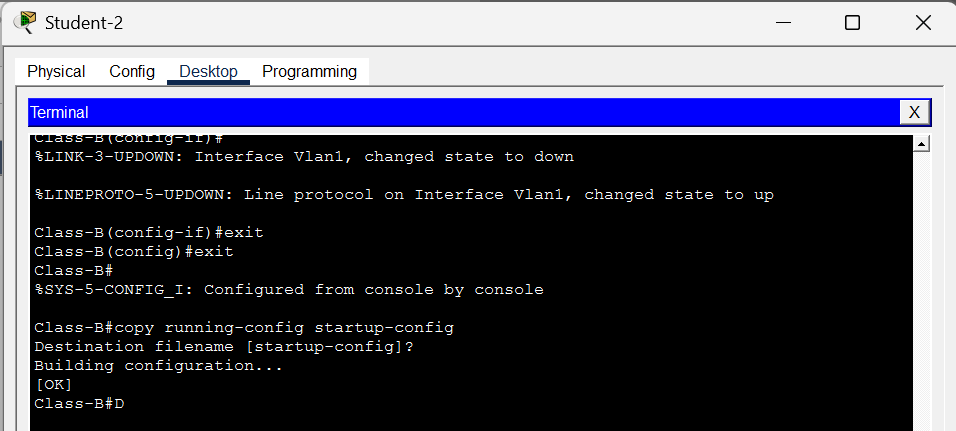 Student-2
Physical Config Desktop Programming
Terminal X
Class-B(config-if)#
%LINK-3-UPDOWN: Interface Vlan1, changed state to down
%LINEPROTO-5-UPDOWN: Line protocol on Interface Vlan1, changed state to up
Class-B(config-if)#exit
Class-B(config)#exit
Class-B#
%SYS-5-CONFIG_I: Configured from console by console
Class-B#copy running-config startup-config
Destination filename [startup-config]?
Building configuration...
[OK]
Class-B#D